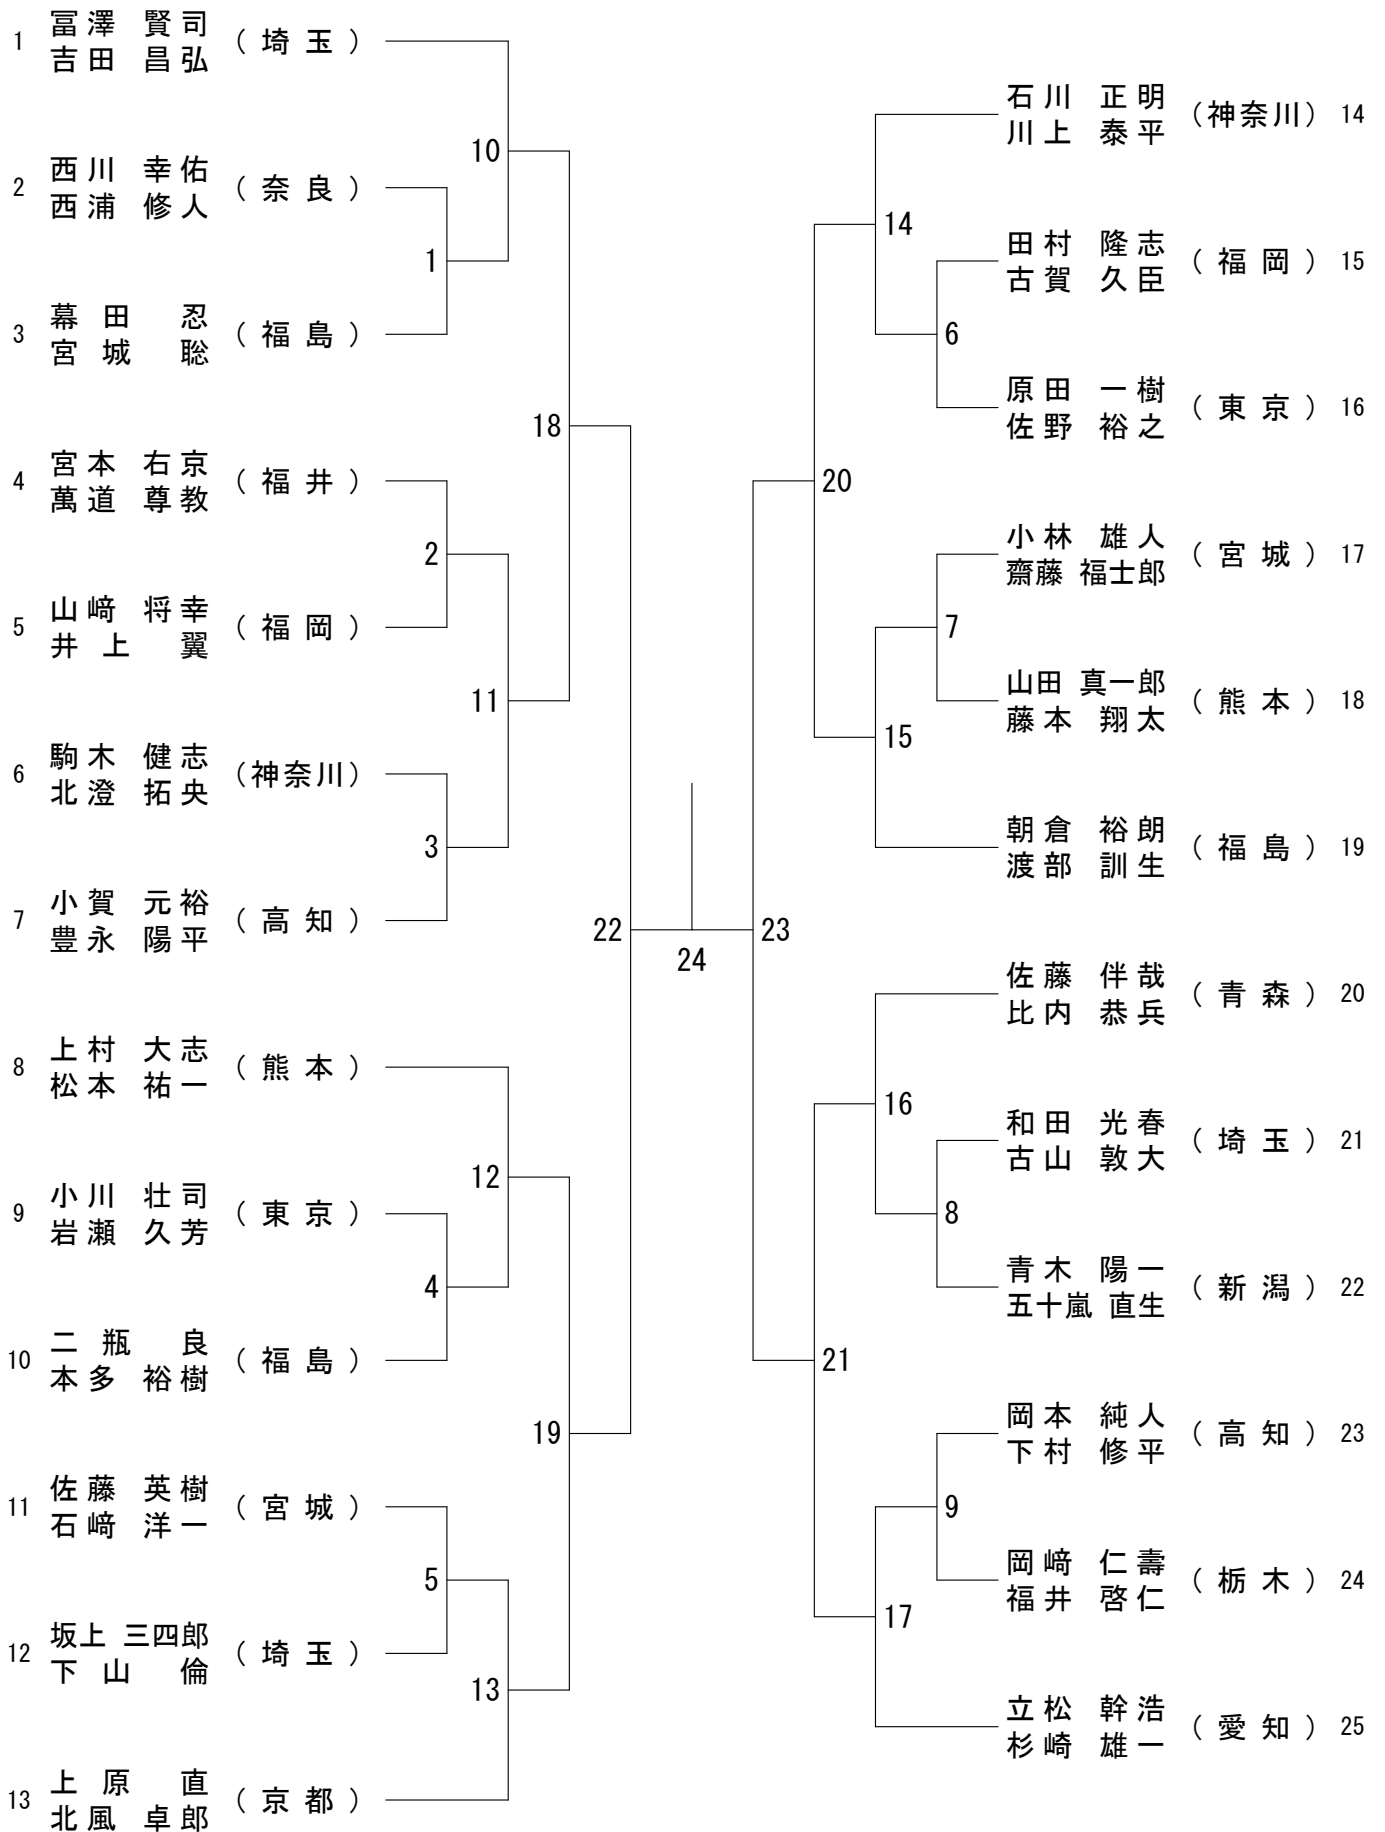 1 冨澤 賢司 (埼玉)
吉田 昌弘
2 西川 幸佑 (奈良)
西浦 修人
3 幕田 忍 (福島)
宮城 聡
4 宮本 右京 (福井)
萬道 尊教
5 山﨑 将幸 (福岡)
井上 翼
6 駒木 健志 (神奈川)
北澄 拓央
7 小賀 元裕 (高知)
豊永 陽平
8 上村 大志 (熊本)
松本 祐一
9 小川 壮司 (東京)
岩瀬 久芳
10 二瓶 良 (福島)
本多 裕樹
11 佐藤 英樹 (宮城)
石﨑 洋一
12 坂上 三四郎 (埼玉)
下山 倫
13 上原 直 (京都)
北風 卓郎
10
1
18
2
11
3
22
12
4
19
5
13
24
23
14
6
20
7
15
16
8
21
9
17
石川 正明 (神奈川) 14
川上 泰平
田村 隆志 (福岡) 15
古賀 久臣
原田 一樹 (東京) 16
佐野 裕之
小林 雄人 (宮城) 17
齋藤 福士郎
山田 真一郎 (熊本) 18
藤本 翔太
朝倉 裕朗 (福島) 19
渡部 訓生
佐藤 伴哉 (青森) 20
比内 恭兵
和田 光春 (埼玉) 21
古山 敦大
青木 陽一 (新潟) 22
五十嵐 直生
岡本 純人 (高知) 23
下村 修平
岡﨑 仁壽 (栃木) 24
福井 啓仁
立松 幹浩 (愛知) 25
杉崎 雄一